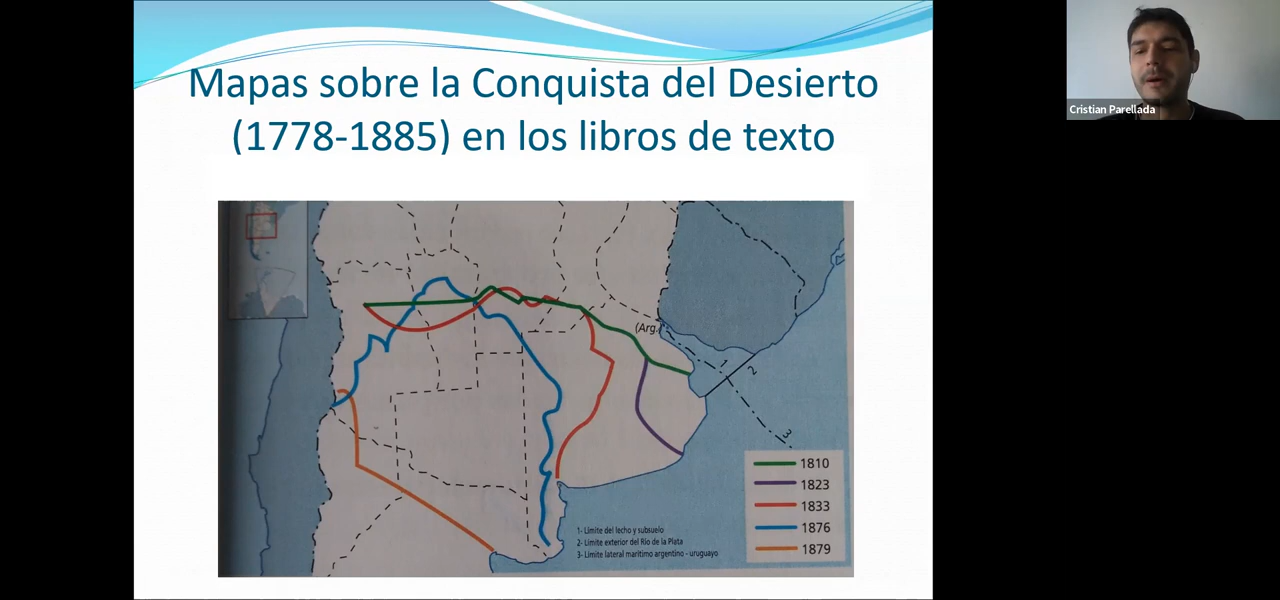 Mapas sobre la Conquista del Desierto
(1778-1885) en los libros de texto
Cristian Parellada
(Arg.)
1
2
3
1810
1823
1833
1876
1879
1- Límite del lecho y subsuelo
2- Límite exterior del Río de la Plata
3- Límite lateral marítimo argentino - uruguayo